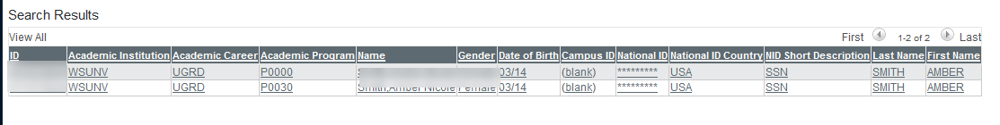 Search Results
View All First 1-2 of 2 Last
ID Academic Institution Academic Career Academic Program Name Gender Date of Birth Campus ID National ID National ID Country NID Short Description Last Name First Name
WSUNV UGRD P0000 03/14 (blank) ********* USA SSN SMITH AMBER
WSUNV UGRD P0030 Smith,Amber Nicole Female 03/14 (blank) ********* USA SSN SMITH AMBER